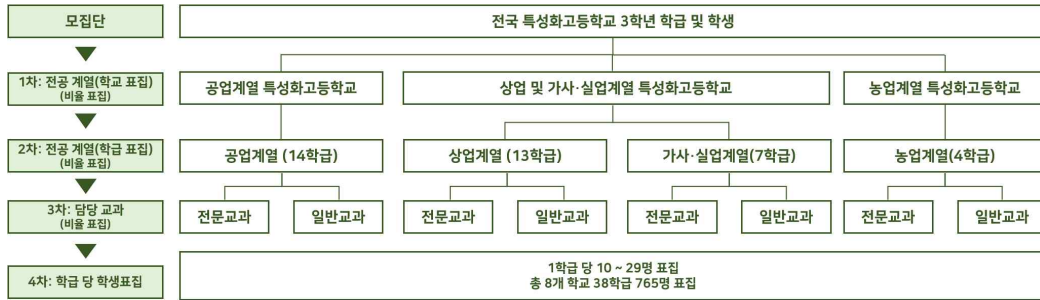 모집단
전국 특성화고등학교 3학년 학급 및 학생
1차: 전공 계열(학교 표집)
(비율 표집)
공업계열 특성화고등학교
상업 및 가사·실업계열 특성화고등학교
농업계열 특성화고등학교
2차: 전공 계열(학급 표집)
(비율 표집)
공업계열 (14학급)
상업계열 (13학급)
가사·실업계열(7학급)
농업계열(4학급)
3차: 담당 교과
(비율 표집)
전문교과
일반교과
전문교과
일반교과
전문교과
일반교과
전문교과
일반교과
4차: 학급 당 학생표집
1학급 당 10 ~ 29명 표집
총 8개 학교 38학급 765명 표집